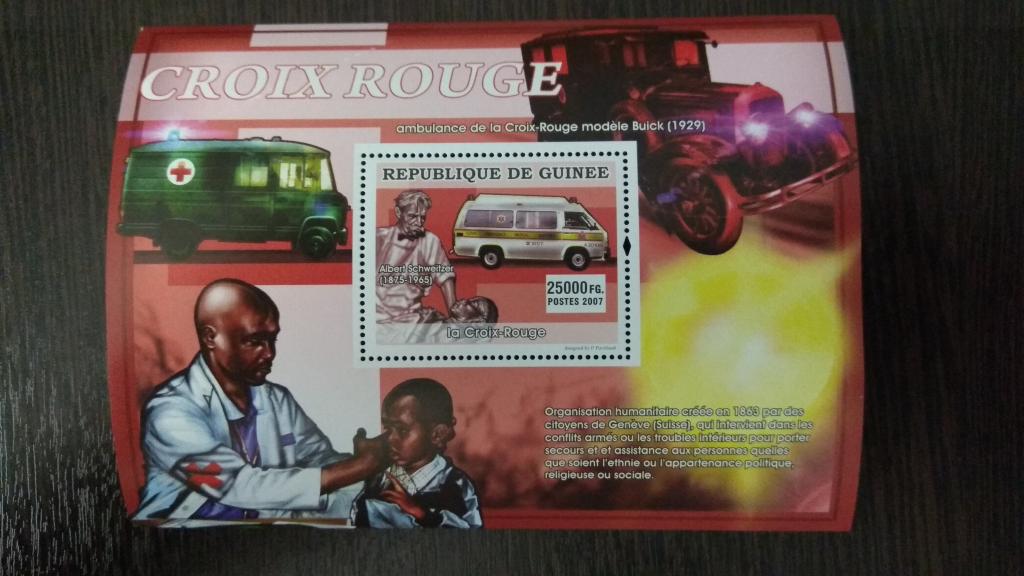 CROIX ROUGE
ambulance de la Croix-Rouge modèle Buick (1929)
REPUBLIQUE DE GUINEE
Albert Schweitzer
(1875-1965)
25000 FG.
POSTES 2007
la Croix-Rouge
Organisation humanitaire créée en 1863 par des
citoyens de Genève (Suisse), qui intervient dans les
conflits armés ou les troubles intérieurs pour porter
secours et et assistance aux personnes quelles
que soient l'ethnie ou l'appartenance politique,
religieuse ou sociale.